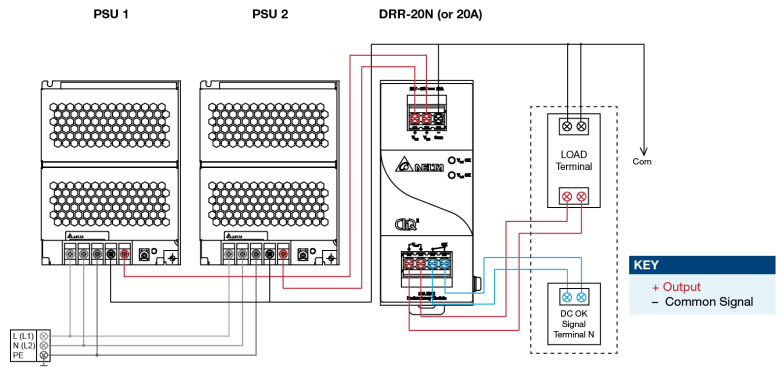 PSU 1
PSU 2
DRR-20N (or 20A)
DELTA
LOAD
Terminal
Com
KEY
+ Output
– Common Signal
DC OK
Signal
Terminal N
L (L1)
N (L2)
PE